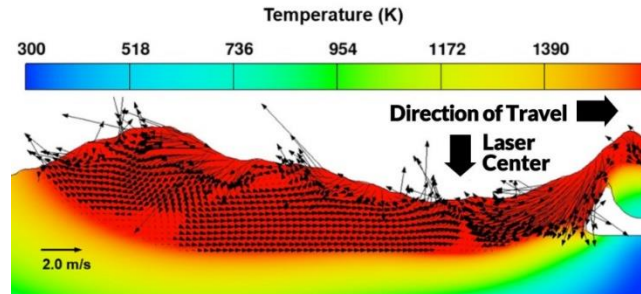 Temperature (K)
300 518 736 954 1172 1390
Direction of Travel
Laser
Center
2.0 m/s